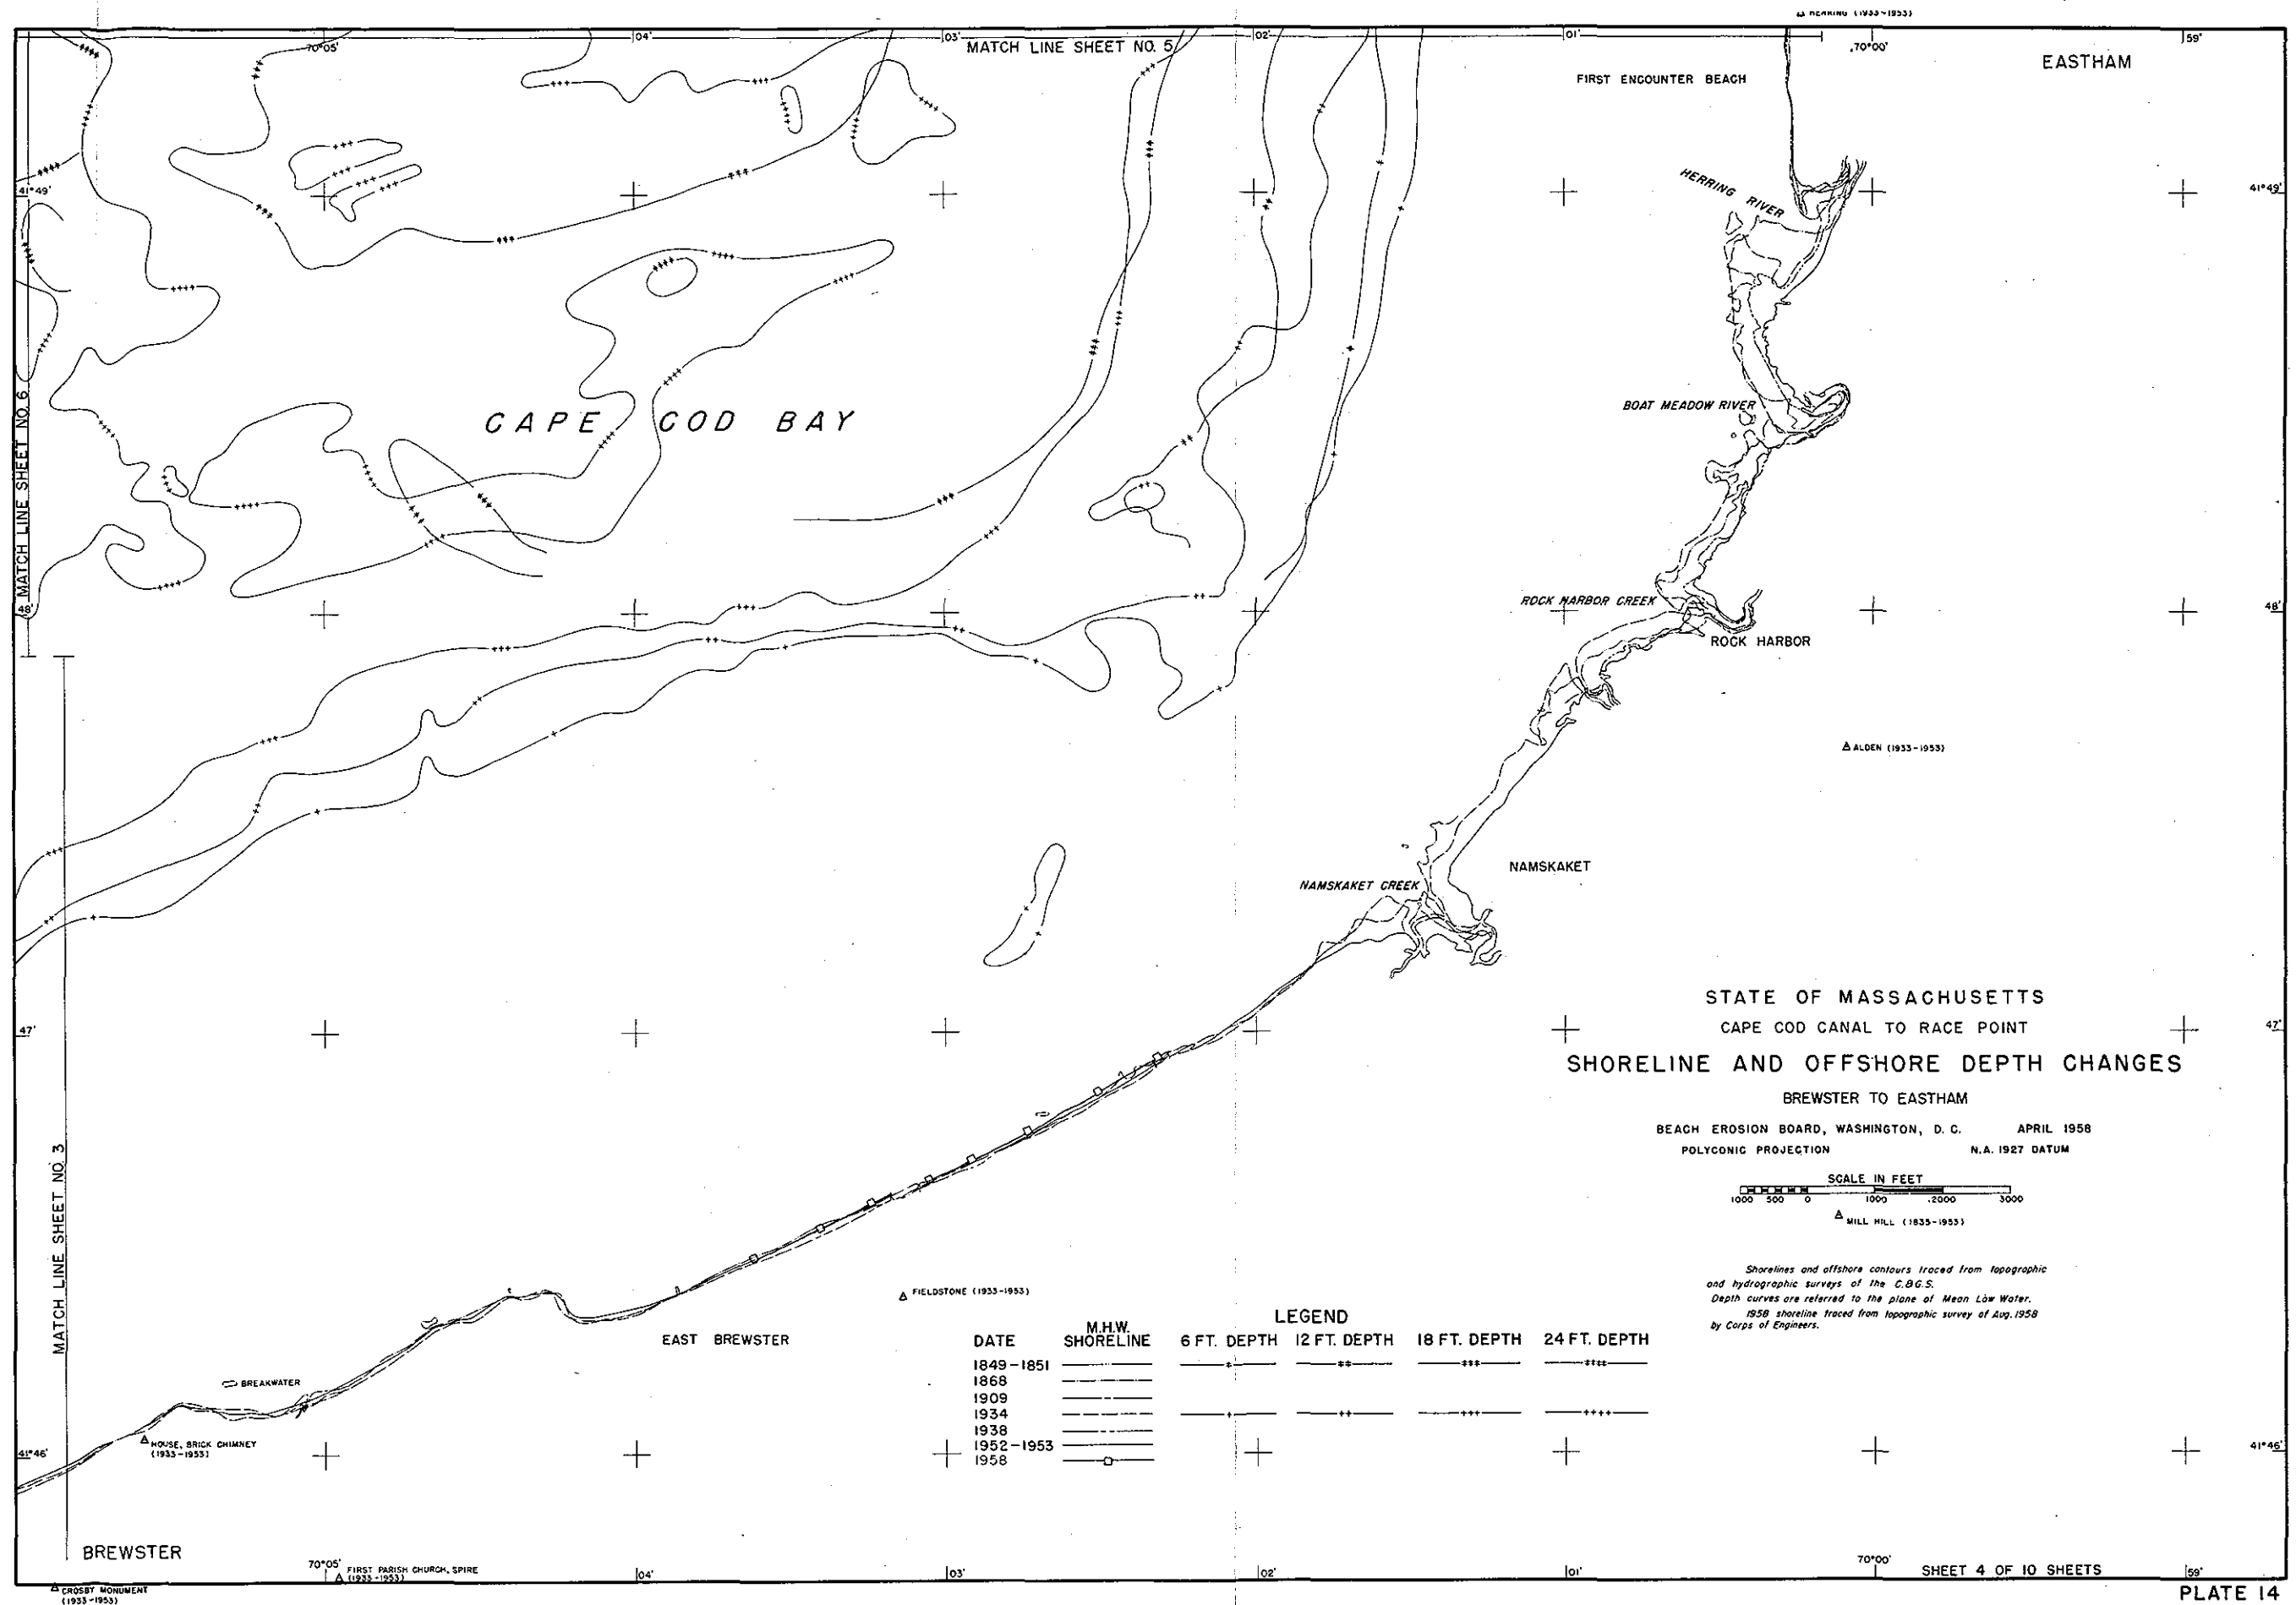 HERRING (1933-1953)
70°05'
04'
03'
MATCH LINE SHEET NO. 5
02'
01'
70°00'
59'
EASTHAM
FIRST ENCOUNTER BEACH
41°49'
HERRING RIVER
41°49'
MATCH LINE SHEET NO. 6
CAPE COD BAY
BOAT MEADOW RIVER
48'
ROCK HARBOR CREEK
48'
ROCK HARBOR
ALDEN (1933-1953)
NAMSKAKET
NAMSKAKET CREEK
47'
47'
STATE OF MASSACHUSETTS
CAPE COD CANAL TO RACE POINT
SHORELINE AND OFFSHORE DEPTH CHANGES
BREWSTER TO EASTHAM
BEACH EROSION BOARD, WASHINGTON, D. C. APRIL 1958
POLYCONIC PROJECTION N.A. 1927 DATUM
SCALE IN FEET
1000 500 0 1000 2000 3000
MILL HILL (1835-1953)
MATCH LINE SHEET NO. 3
Shorelines and offshore contours traced from topographic
and hydrographic surveys of the C.&G.S.
Depth curves are referred to the plane of Mean Low Water.
1958 shoreline traced from topographic survey of Aug. 1958
by Corps of Engineers.
FIELDSTONE (1933-1953)
EAST BREWSTER
LEGEND
DATE M.H.W. SHORELINE 6 FT. DEPTH 12 FT. DEPTH 18 FT. DEPTH 24 FT. DEPTH
1849-1851
1868
1909
1934
1938
1952-1953
1958
BREAKWATER
HOUSE, BRICK CHIMNEY
(1933-1953)
41°46'
41°46'
BREWSTER
70°05'
FIRST PARISH CHURCH, SPIRE
(1933-1953)
04'
03'
02'
01'
70°00'
SHEET 4 OF 10 SHEETS
59'
CROSBY MONUMENT
(1933-1953)
PLATE 14